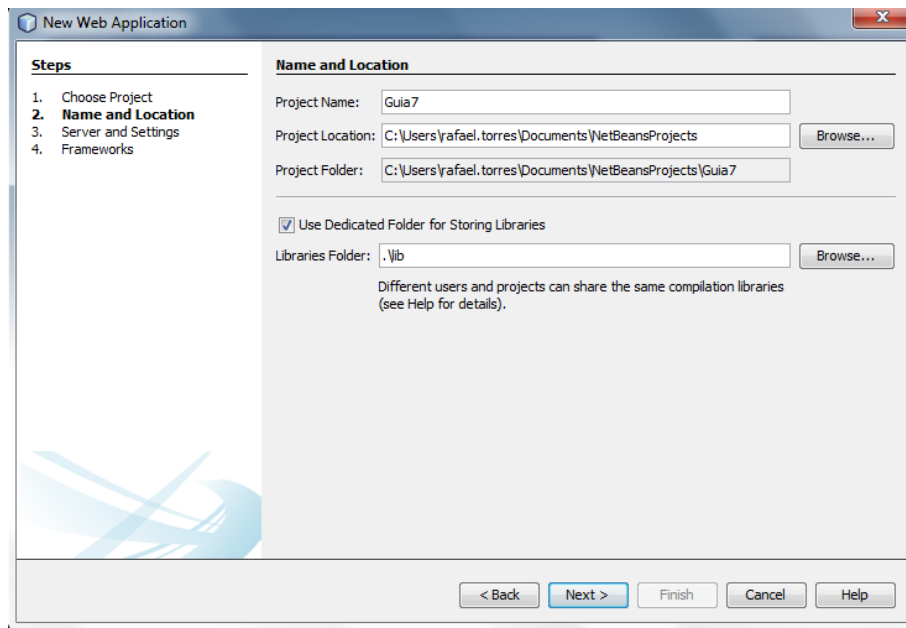 New Web Application
Steps
1. Choose Project
2. Name and Location
3. Server and Settings
4. Frameworks
Name and Location
Project Name: Guia7
Project Location: C:\Users\rafael.torres\Documents\NetBeansProjects Browse...
Project Folder: C:\Users\rafael.torres\Documents\NetBeansProjects\Guia7
Use Dedicated Folder for Storing Libraries
Libraries Folder: .\lib Browse...
Different users and projects can share the same compilation libraries
(see Help for details).
< Back Next > Finish Cancel Help